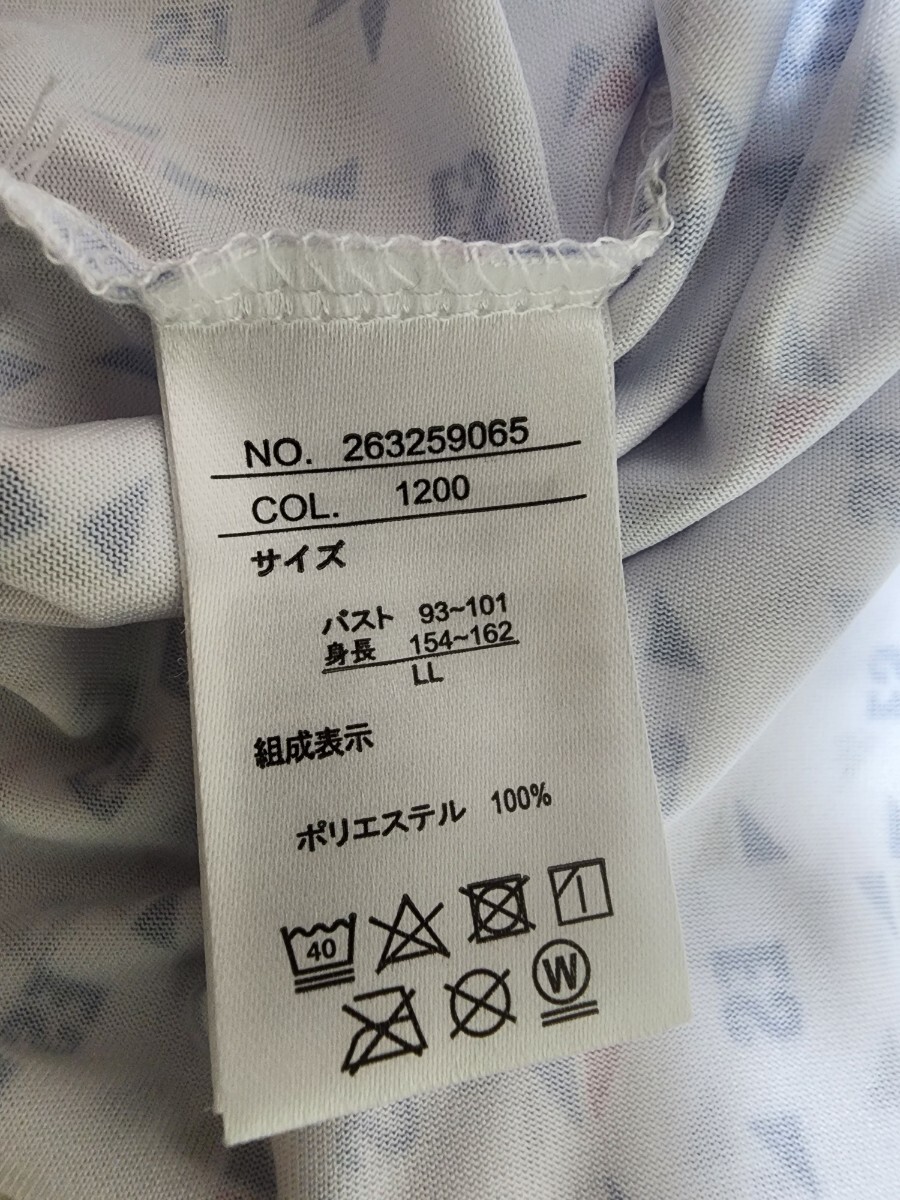 NO. 263259065
COL. 1200
サイズ
バスト 93~101
身長 154~162
LL
組成表示
ポリエステル 100%
40
W